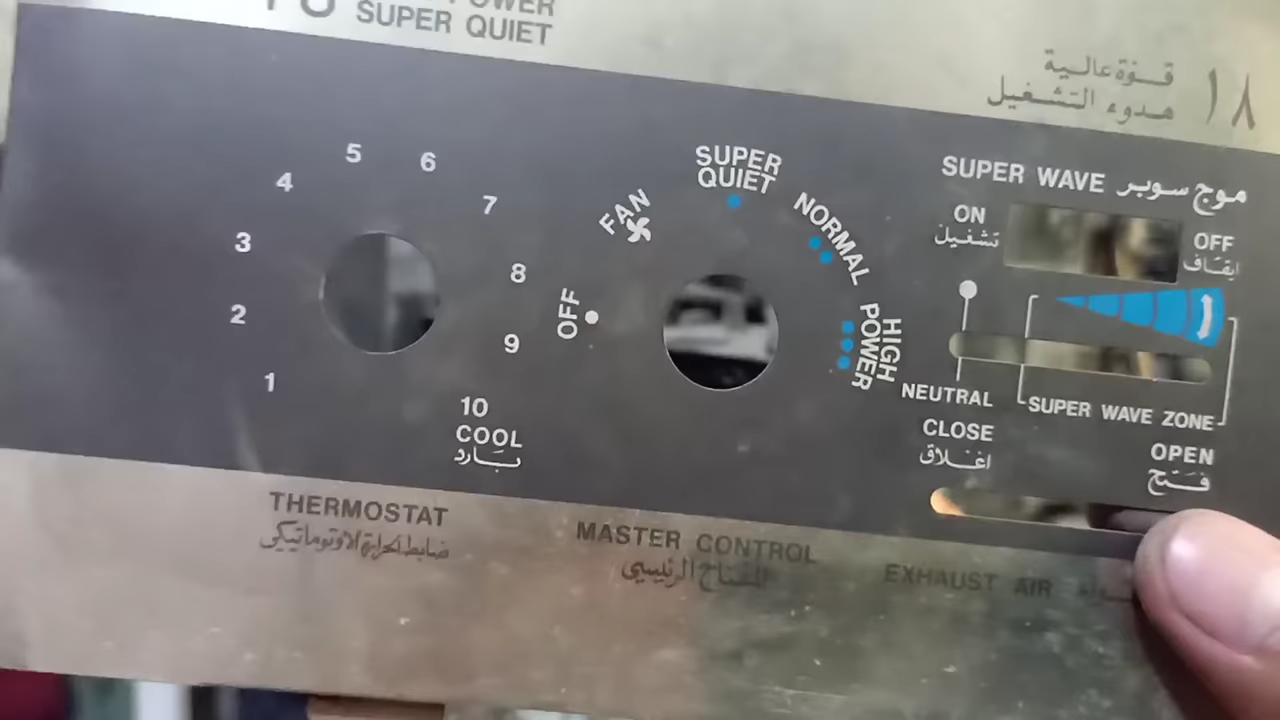 SUPER QUIET
قوة عالية
هدوء التشغيل
١٨
SUPER WAVE موج سوبر
ON
تشغيل
OFF
ايقاف
NEUTRAL
SUPER WAVE ZONE
CLOSE
اغلاق
OPEN
فتح
EXHAUST AIR
OFF
FAN
SUPER
QUIET
NORMAL
HIGH
POWER
MASTER CONTROL
المفتاح الرئيسي
1
2
3
4
5
6
7
8
9
10
COOL
بارد
THERMOSTAT
ضابط الحرارة الاوتوماتيكي